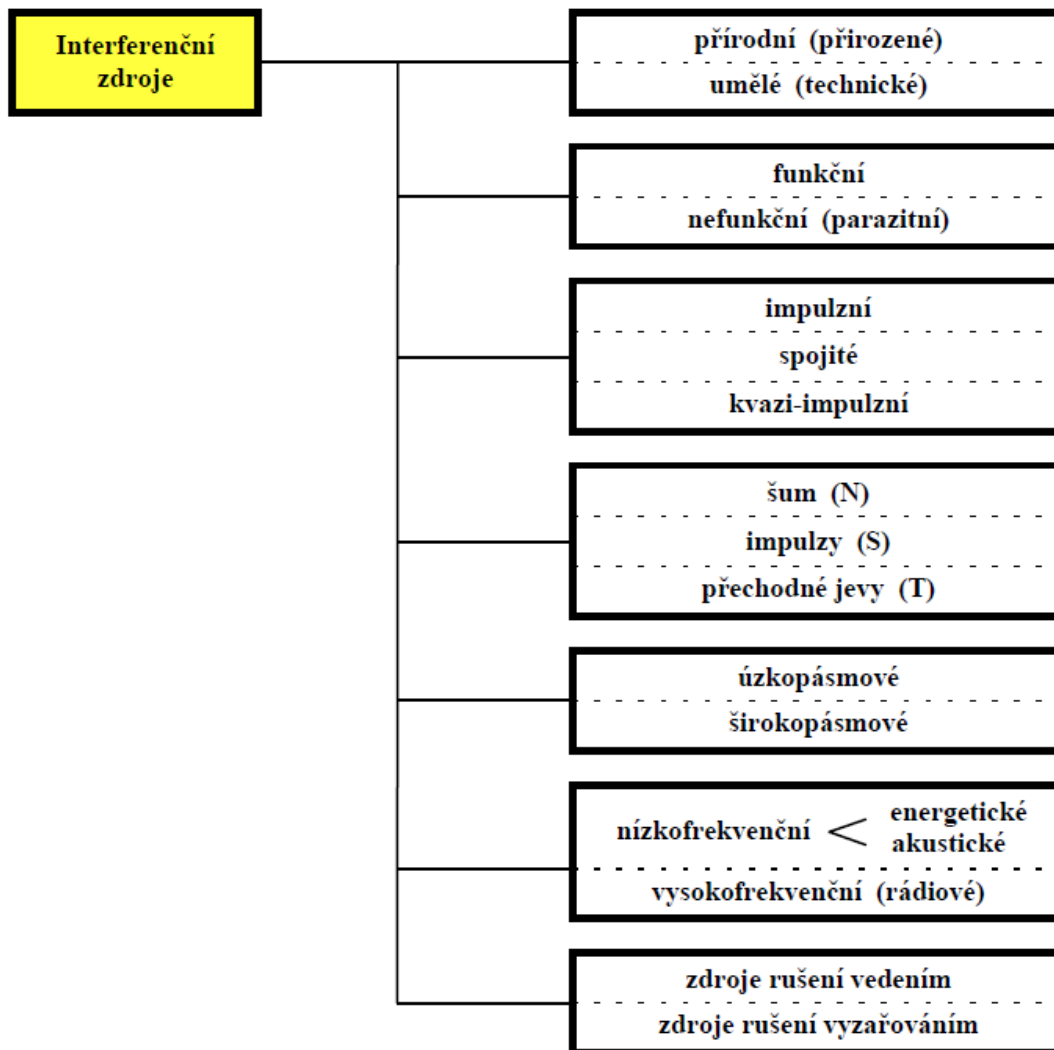 Interferenční
zdroje
přírodní (přirozené)
umělé (technické)
funkční
nefunkční (parazitní)
impulzní
spojité
kvazi-impulzní
šum (N)
impulzy (S)
přechodné jevy (T)
úzkopásmové
širokopásmové
nízkofrekvenční
energetické
akustické
vysokofrekvenční (rádiové)
zdroje rušení vedením
zdroje rušení vyzařováním